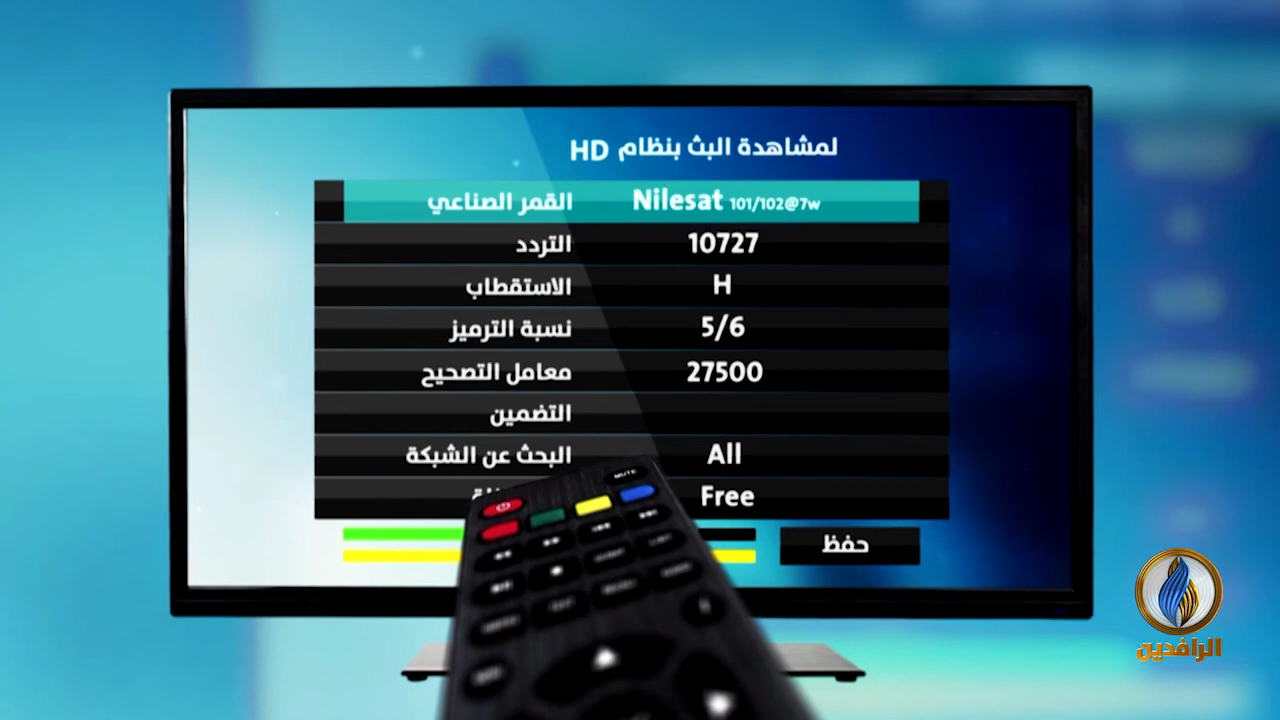 لمشاهدة البث بنظام HD
القمر الصناعي Nilesat 101/102@7w
التردد 10727
الاستقطاب H
نسبة الترميز 5/6
معامل التصحيح 27500
التضمين
البحث عن الشبكة All
Free
حفظ
MUTE
الرافدين